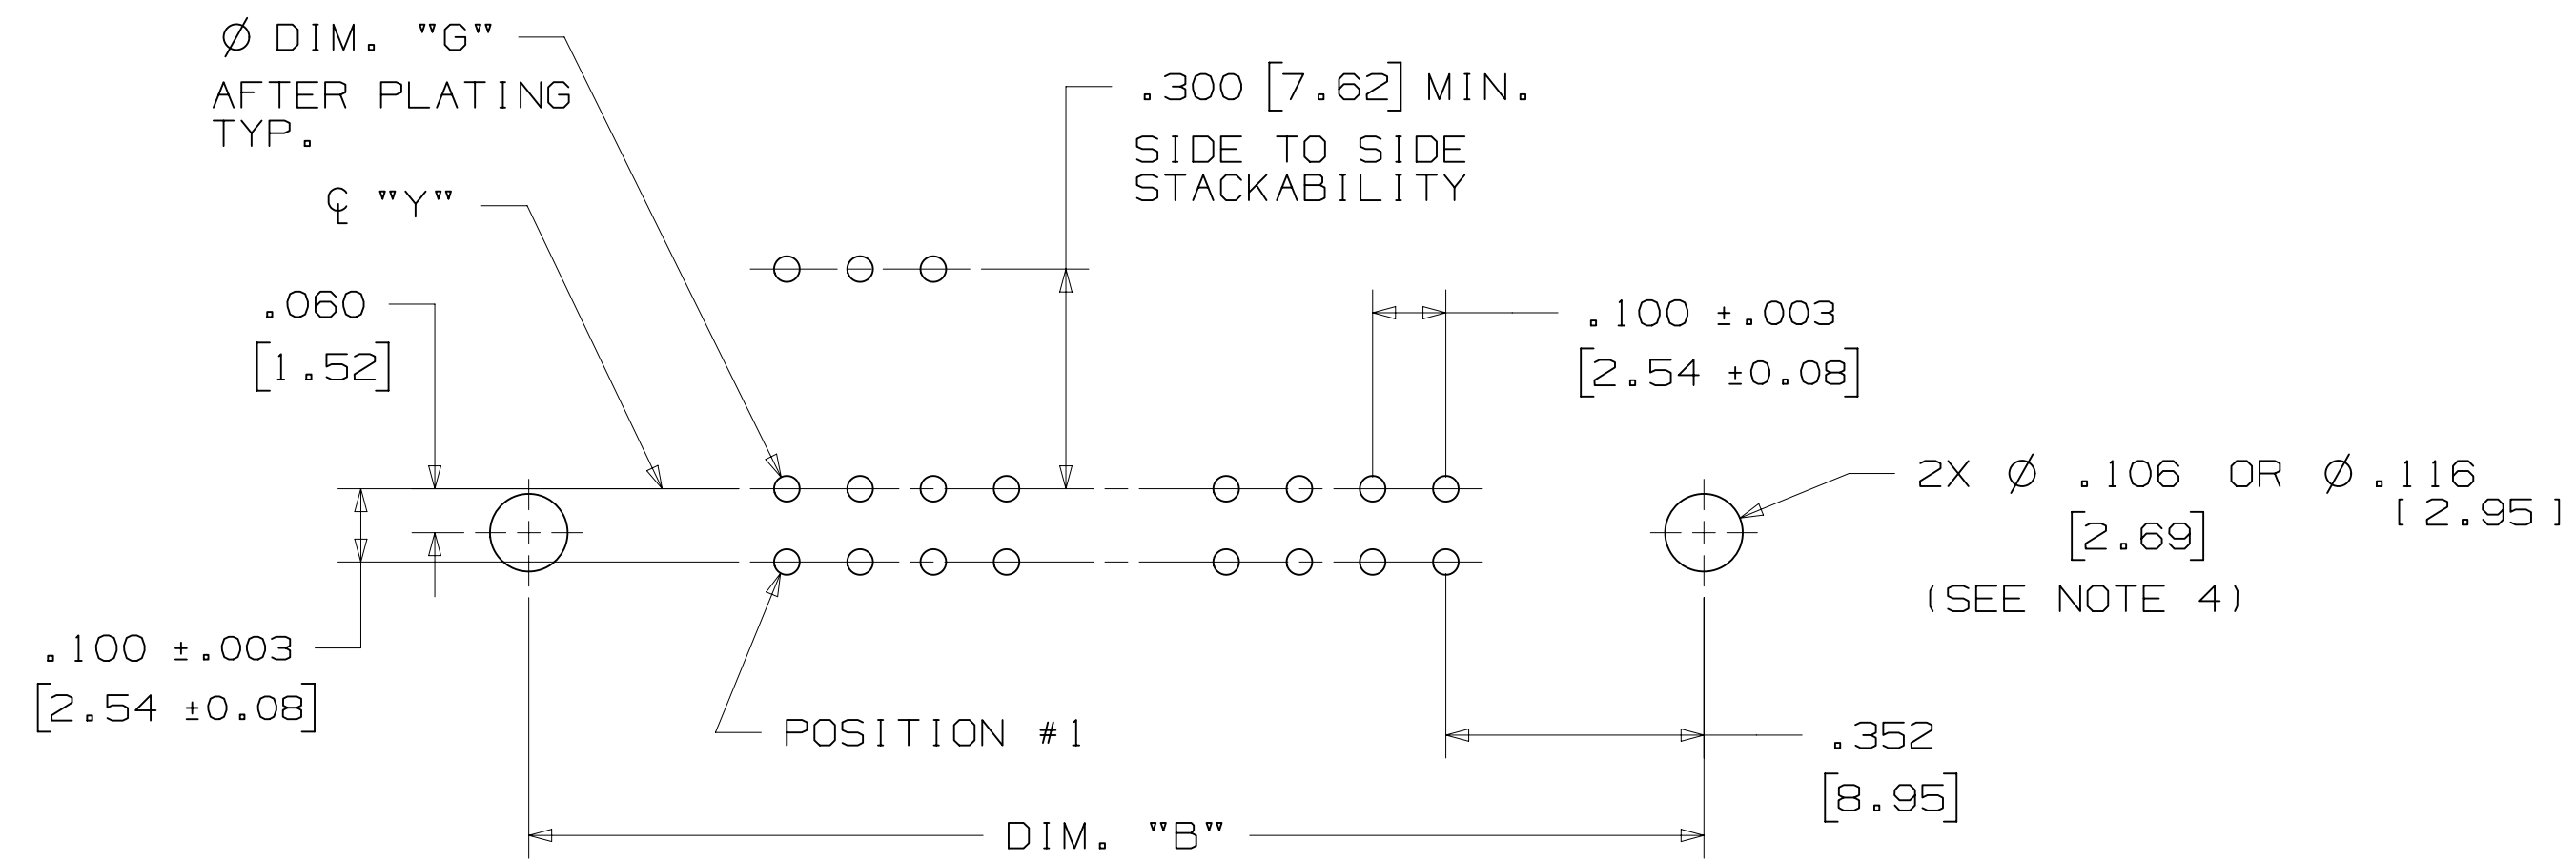 Ø DIM. "G"
AFTER PLATING
TYP.
℄ "Y"
.300 [7.62] MIN.
SIDE TO SIDE
STACKABILITY
.060
[1.52]
.100 ±.003
[2.54 ±0.08]
2X Ø .106 OR Ø .116
[2.95]
[2.69]
(SEE NOTE 4)
.100 ±.003
[2.54 ±0.08]
POSITION #1
.352
[8.95]
DIM. "B"